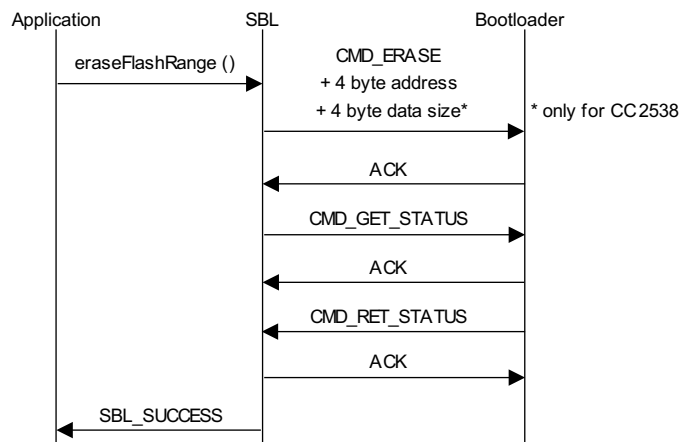 Application SBL Bootloader
eraseFlashRange ()
CMD_ERASE
+ 4 byte address
+ 4 byte data size*
* only for CC2538
ACK
CMD_GET_STATUS
ACK
CMD_RET_STATUS
ACK
SBL_SUCCESS